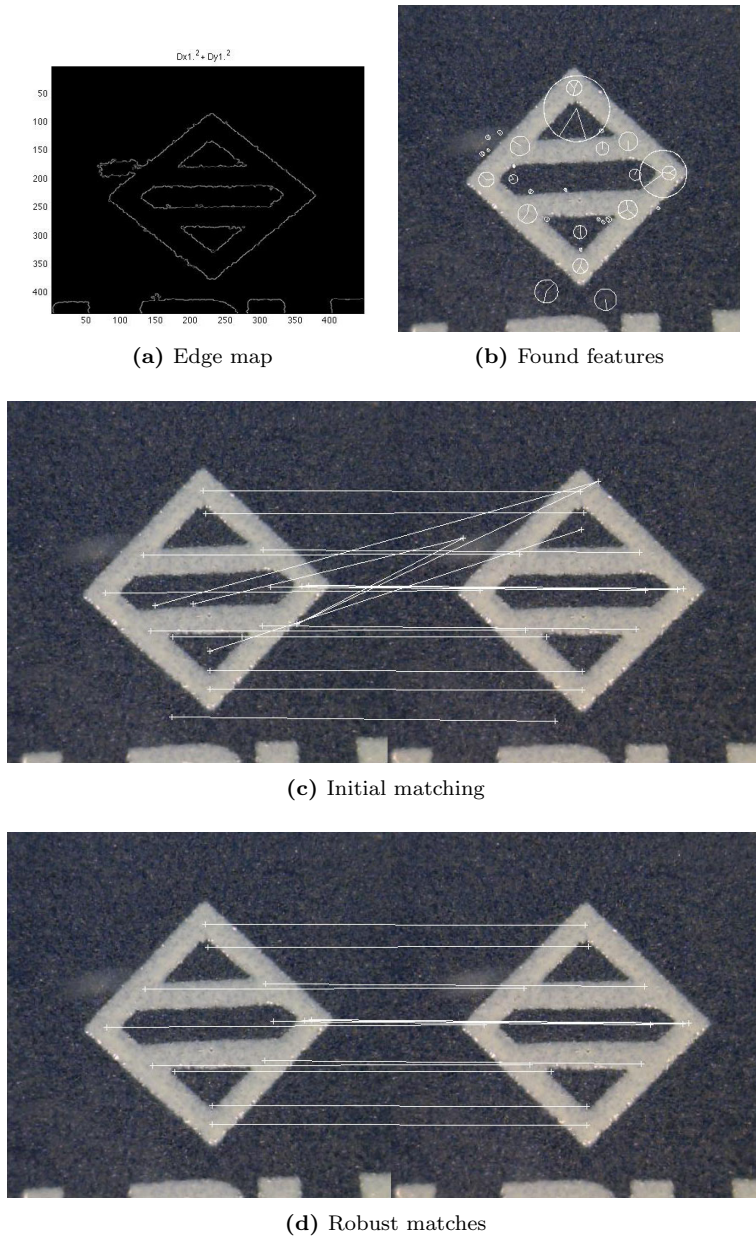 Dx1.² + Dy1.²
50
100
150
200
250
300
350
400
50 100 150 200 250 300 350 400
(a) Edge map
(b) Found features
(c) Initial matching
(d) Robust matches